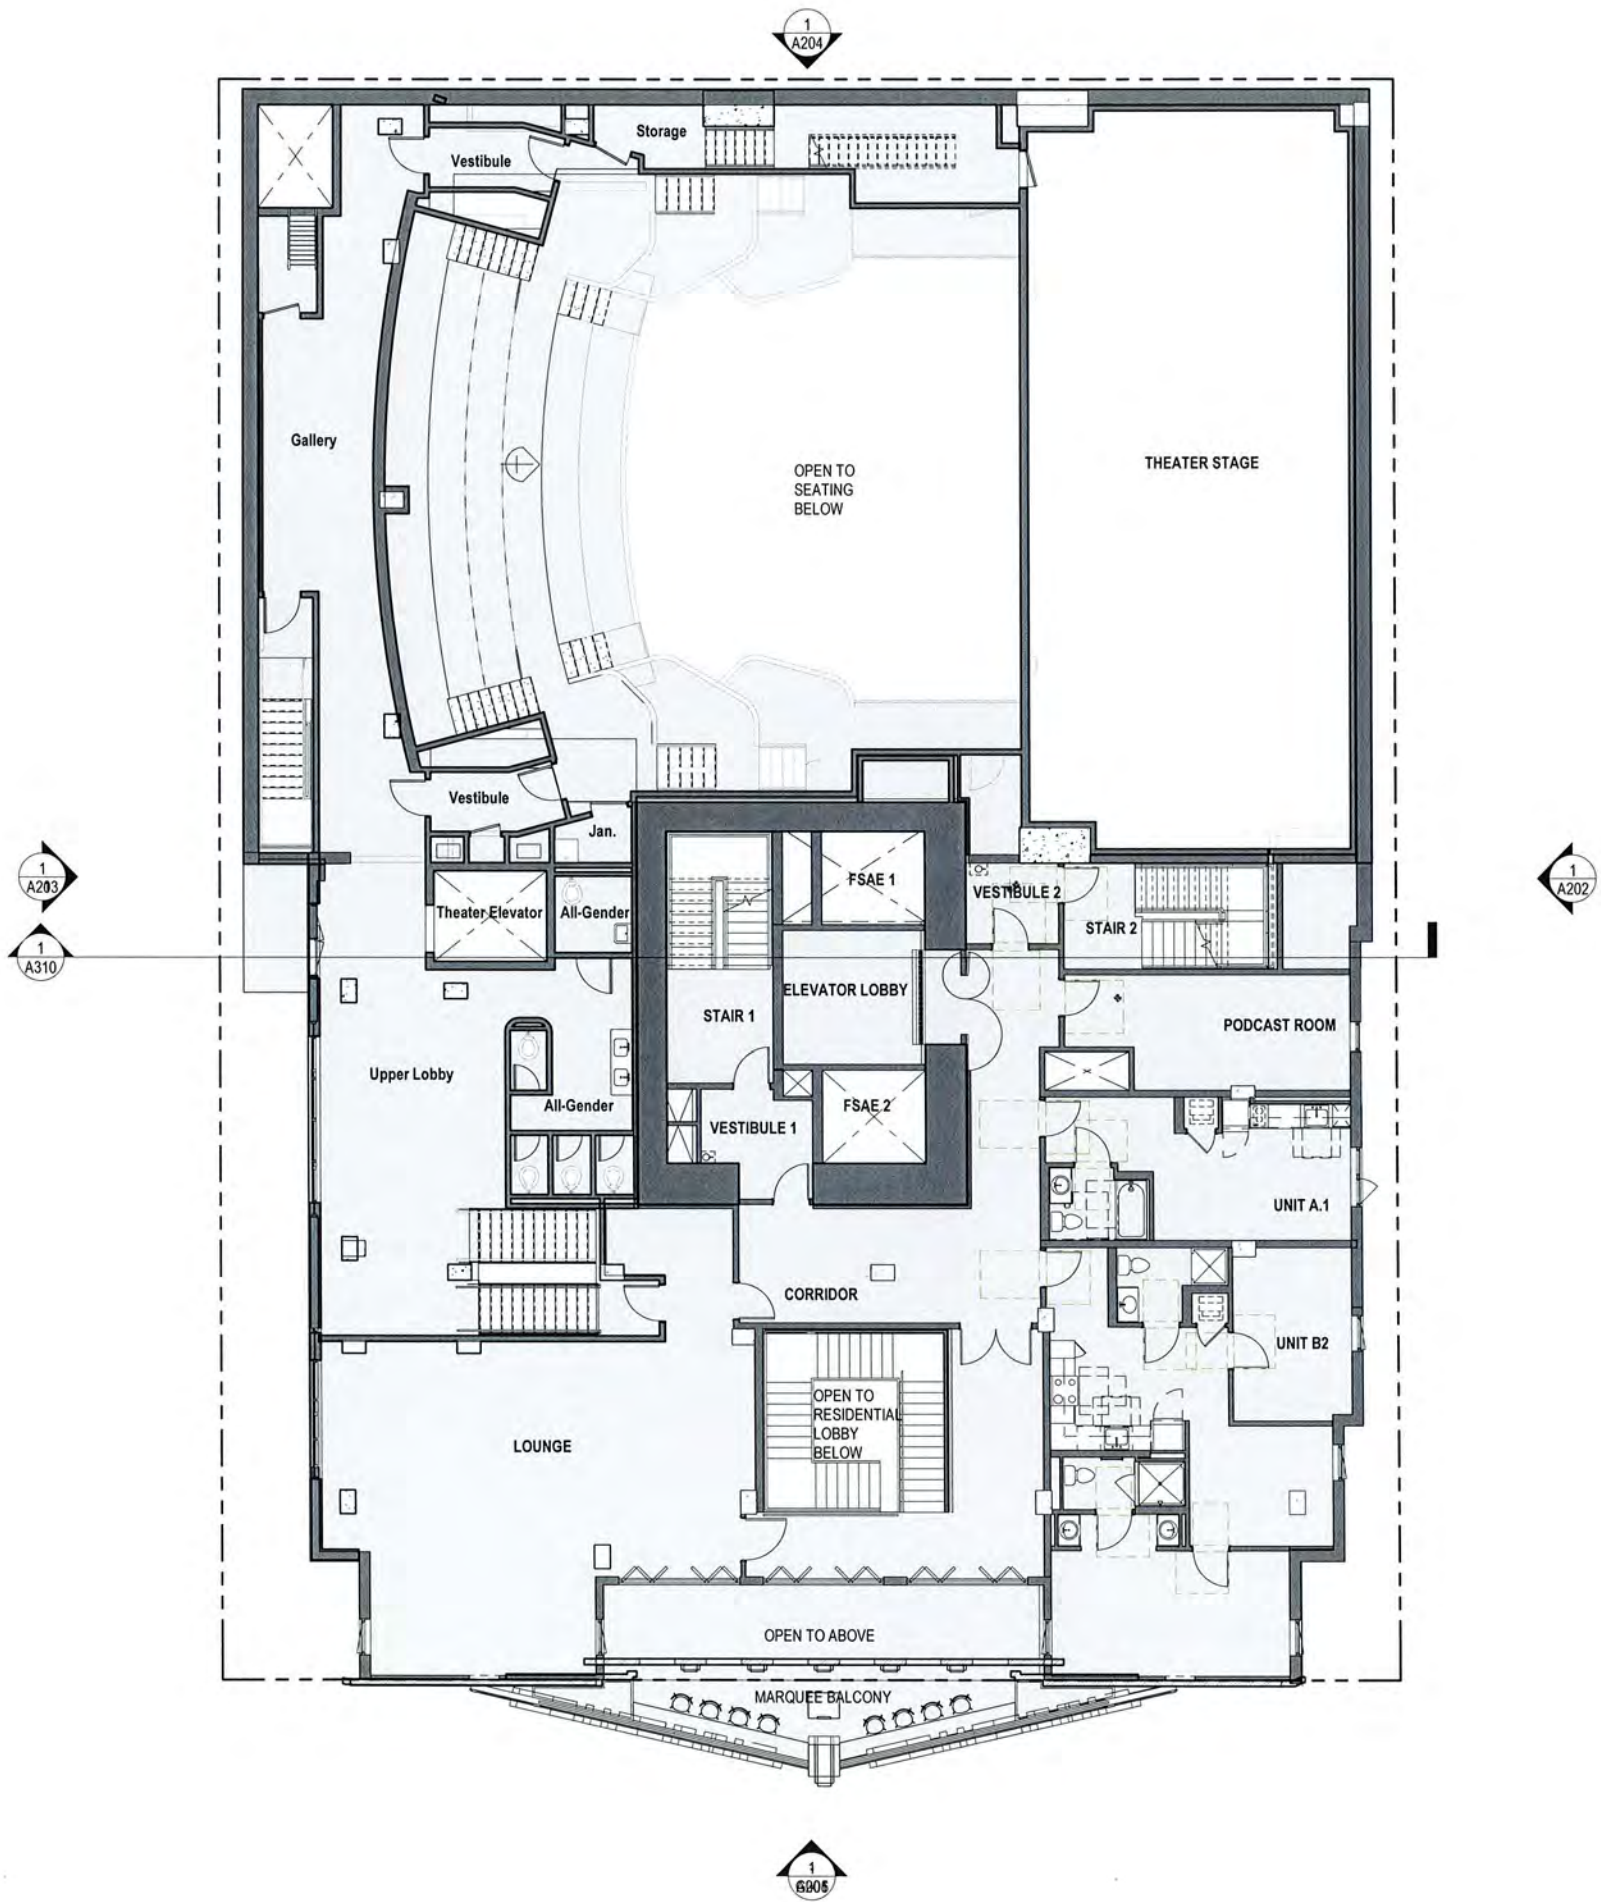 1
A204
Storage
Vestibule
Gallery
OPEN TO
SEATING
BELOW
THEATER STAGE
Vestibule
Jan.
1
A203
FSAE 1
1
A202
VESTIBULE 2
Theater Elevator
All-Gender
STAIR 2
1
A310
ELEVATOR LOBBY
STAIR 1
PODCAST ROOM
Upper Lobby
All-Gender
FSAE 2
VESTIBULE 1
UNIT A.1
CORRIDOR
UNIT B2
OPEN TO
RESIDENTIAL
LOBBY
BELOW
LOUNGE
OPEN TO ABOVE
MARQUEE BALCONY
1